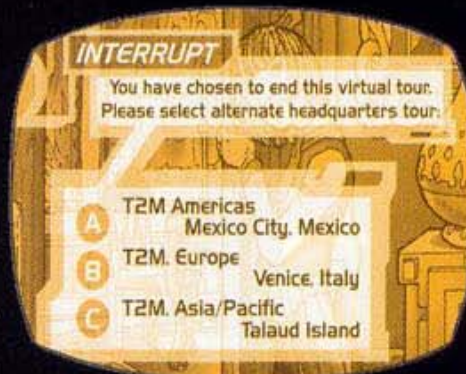 INTERRUPT
You have chosen to end this virtual tour.
Please select alternate headquarters tour:
A T2M Americas
Mexico City, Mexico
B T2M. Europe
Venice, Italy
C T2M. Asia/Pacific
Talaud Island